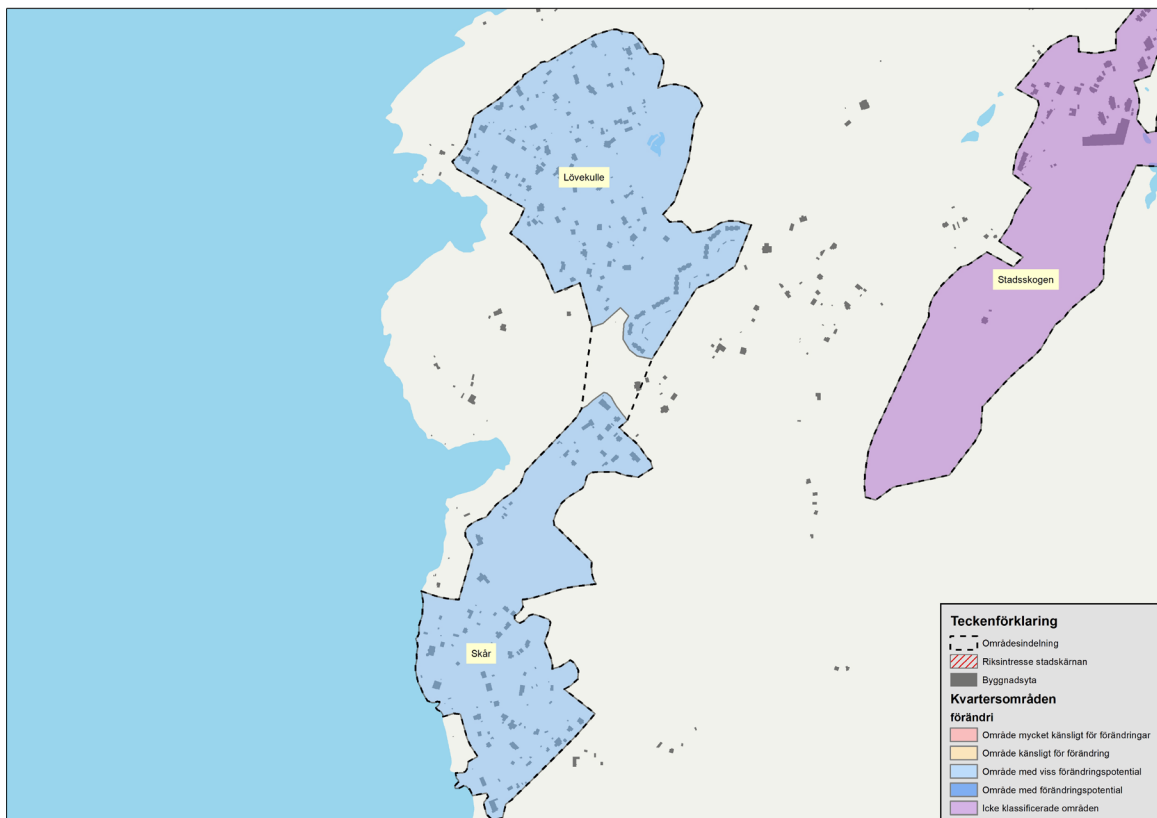 Lövekulle
Stadsskogen
Skår
Teckenförklaring
Områdesindelning
Riksintresse stadskärnan
Byggnadsyta
Kvartersområden
förändri
Område mycket känsligt för förändringar
Område känsligt för förändring
Område med viss förändringspotential
Område med förändringspotential
Icke klassificerade områden